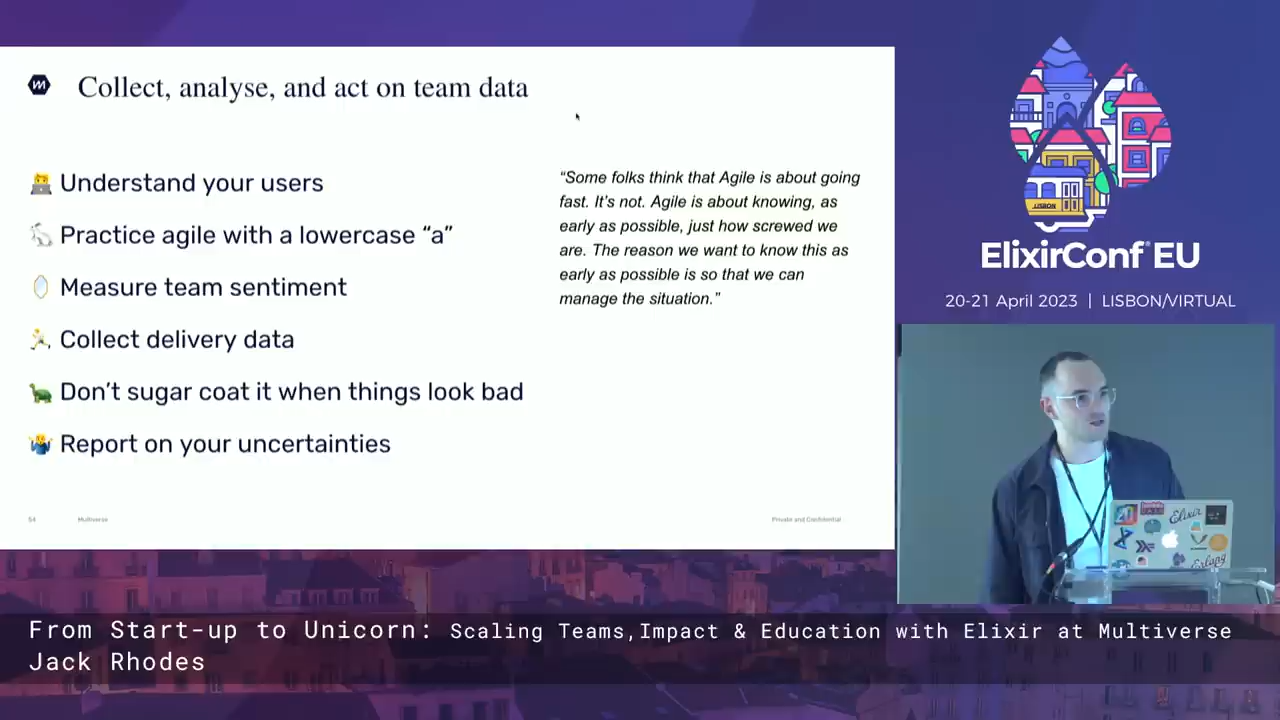 Collect, analyse, and act on team data
Understand your users
Practice agile with a lowercase “a”
Measure team sentiment
Collect delivery data
Don’t sugar coat it when things look bad
Report on your uncertainties
“Some folks think that Agile is about going
fast. It’s not. Agile is about knowing, as
early as possible, just how screwed we
are. The reason we want to know this as
early as possible is so that we can
manage the situation.”
54
Multiverse
Private and Confidential
LISBON
ElixirConf EU
20-21 April 2023 | LISBON/VIRTUAL
Elixir
Erlang
From Start-up to Unicorn: Scaling Teams,Impact & Education with Elixir at Multiverse
Jack Rhodes